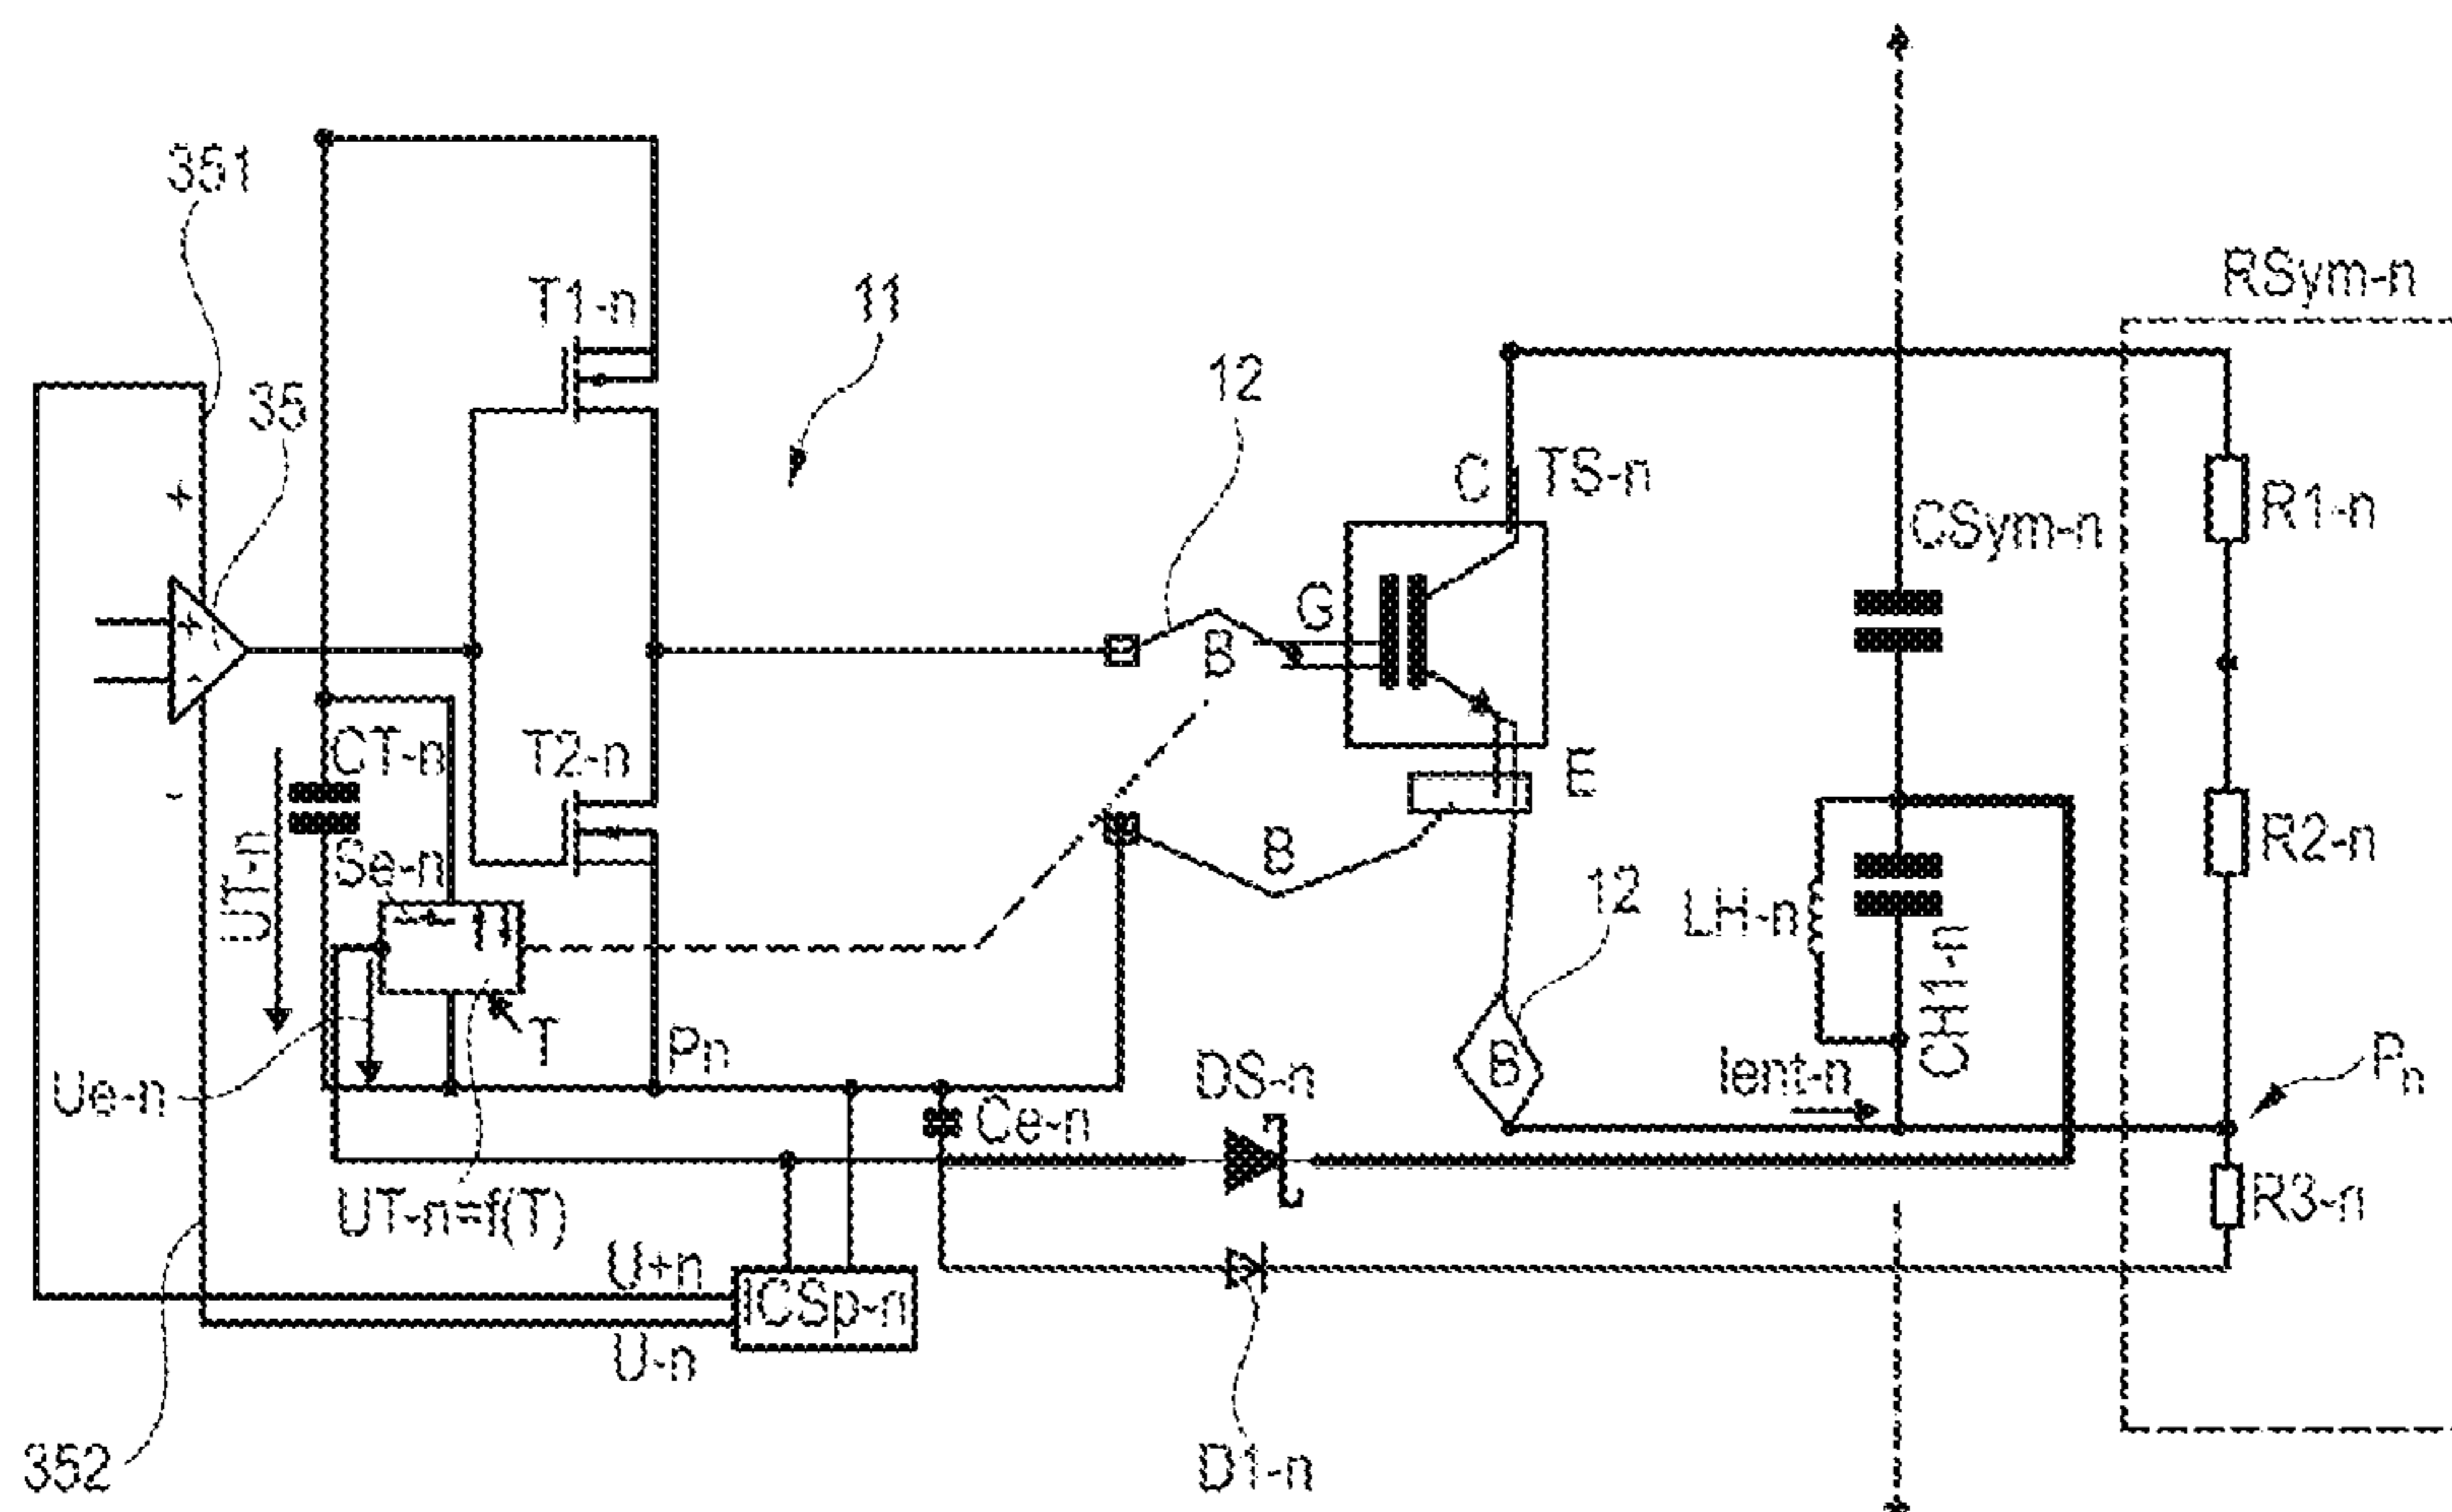 351
35
+
T1-n
11
12
RSym-n
C
TS-n
R1-n
CSym-n
G
B
+
-
CT-n
T2-n
E
-
UT-n
Se-n
B
12
LH-n
R2-n
CH1-n
T
Pn
Ue-n
Ce-n
DS-n
B
Ient-n
Pn
UT-n=f(T)
R3-n
U+n
ICSp-n
U-n
352
D1-n